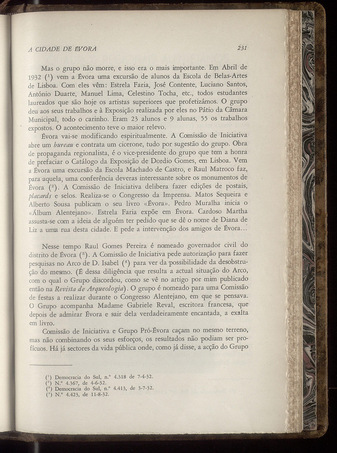 A CIDADE DE ÉVORA 231
Mas o grupo não morre, e isso era o mais importante. Em Abril de
1932 (¹) vem a Évora uma excursão de alunos da Escola de Belas-Artes
de Lisboa. Com eles vêm: Estrela Faria, José Contente, Luciano Santos,
António Duarte, Manuel Lima, Celestino Tocha, etc., todos estudantes
laureados que são hoje os artistas superiores que profetizámos. O grupo
deu aos seus trabalhos e à Exposição realizada por eles no Pátio da Câmara
Municipal, todo o carinho. Eram 23 alunos e 9 alunas, 55 os trabalhos
expostos. O acontecimento teve o maior relevo.
Évora vai-se modificando espiritualmente. A Comissão de Iniciativa
abre um bureau e contrata um cicerone, tudo por sugestão do grupo. Obra
de propaganda regionalista, é o vice-presidente do grupo que tem a honra
de prefaciar o Catálogo da Exposição de Dordio Gomes, em Lisboa. Vem
a Évora uma excursão da Escola Machado de Castro, e Raul Matroco faz,
para aquela, uma conferência deveras interessante sobre os monumentos de
Évora (²). A Comissão de Iniciativa delibera fazer edições de postais,
placards e selos. Realiza-se o Congresso da Imprensa. Matos Sequeira e
Alberto Sousa publicam o seu livro «Évora». Pedro Muralha inicia o
«Album Alentejano». Estrela Faria expõe em Évora. Cardoso Martha
assusta-se com a ideia de alguém ter pedido que se dê o nome de Diana de
Liz a uma rua desta cidade. E pede a intervenção dos amigos de Évora...
Nesse tempo Raul Gomes Pereira é nomeado governador civil do
distrito de Évora (³). A Comissão de Iniciativa pede autorização para fazer
pesquisas no Arco de D. Isabel (⁴) para ver da possibilidade da desobstru-
ção do mesmo. (É dessa diligência que resulta a actual situação do Arco,
com o qual o Grupo discordou, como se vê no artigo por mim publicado
então na Revista de Arqueologia). O grupo é nomeado para uma Comissão
de festas a realizar durante o Congresso Alentejano, em que se pensava.
O Grupo acompanha Madame Gabriele Reval, escritora francesa, que
depois de admirar Évora e sair dela verdadeiramente encantada, a exalta
em livro.
Comissão de Iniciativa e Grupo Pró-Évora caçam no mesmo terreno,
mas não combinando os seus esforços, os resultados não podiam ser pro-
fícuos. Há já sectores da vida pública onde, como já disse, a acção do Grupo
(¹) Democracia do Sul, n.º 4.318 de 7-4-32.
(²) N.º 4.367, de 4-6-32.
(³) Democracia do Sul, n.º 4.413, de 3-7-32.
(⁴) N.º 4.423, de 11-8-32.